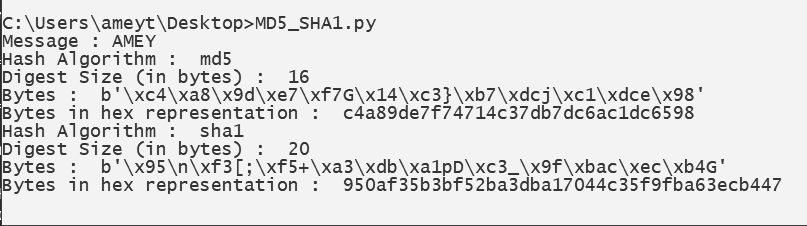 C:\Users\ameyt\Desktop>MD5_SHA1.py
Message : AMEY
Hash Algorithm :  md5
Digest Size (in bytes) :  16
Bytes :  b'\xc4\xa8\x9d\xe7\xf7G\x14\xc3}\xb7\xdcj\xc1\xdce\x98'
Bytes in hex representation :  c4a89de7f74714c37db7dc6ac1dc6598
Hash Algorithm :  sha1
Digest Size (in bytes) :  20
Bytes :  b'\x95\n\xf3[;\xf5+\xa3\xdb\xa1pD\xc3_\x9f\xbac\xec\xb4G'
Bytes in hex representation :  950af35b3bf52ba3dba17044c35f9fba63ecb447